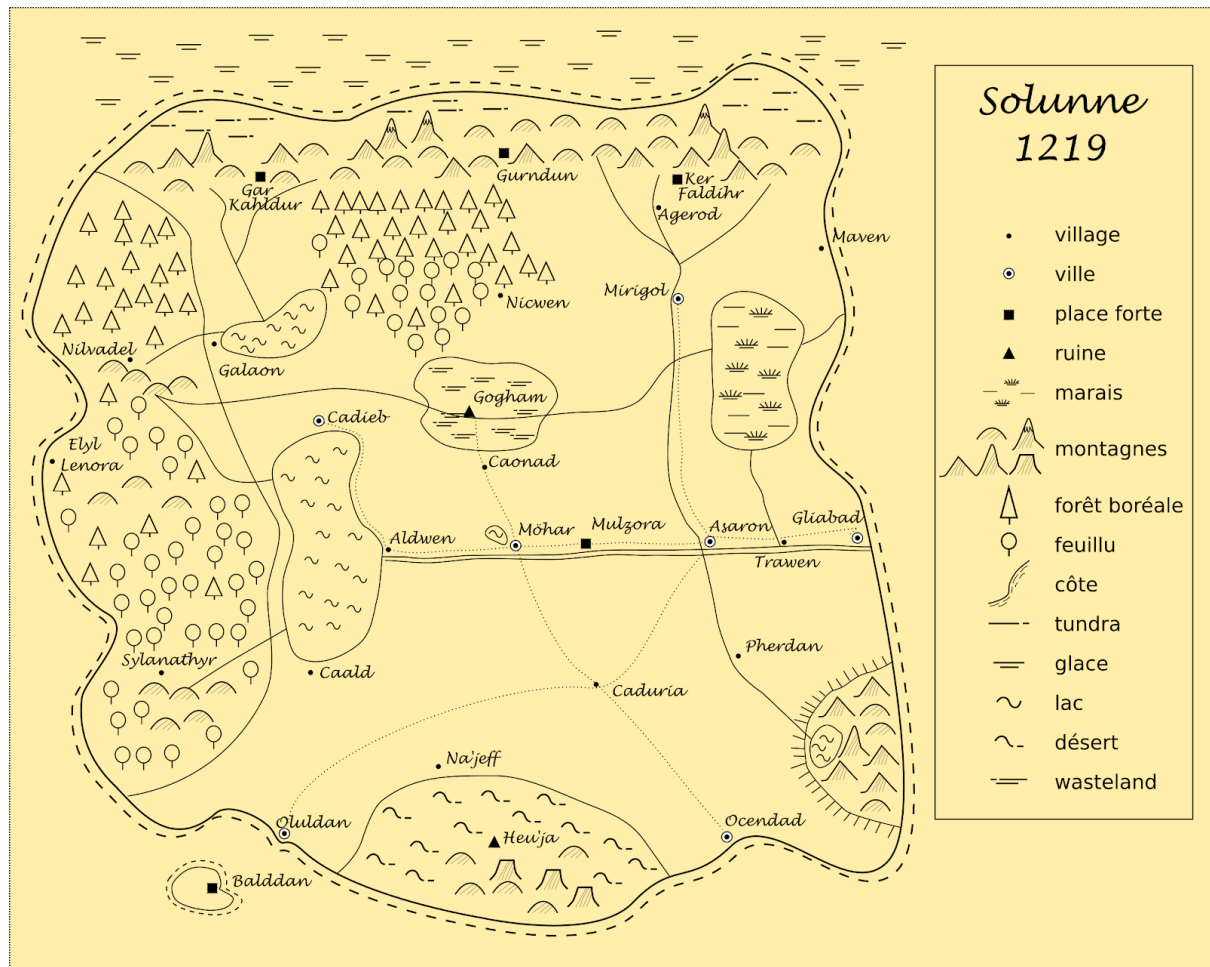 Solunne
1219
Gurndun
Gar
Kahldur
Ker
Faldihr
Agerod
Maven
village
ville
Mirigol
Nicwen
place forte
Nilvadel
Galaon
ruine
Gogham
marais
Cadieb
Elyl
Lenora
montagnes
Caonad
forêt boréale
Aldwen
Mohar
Mulzora
Asaron
Gliabad
feuillu
Trawen
côte
tundra
Pherdan
Sylanathyr
Caald
glace
Caduria
lac
Na'jeff
désert
wasteland
Oluldan
Heu'ja
Ocendad
Balddan